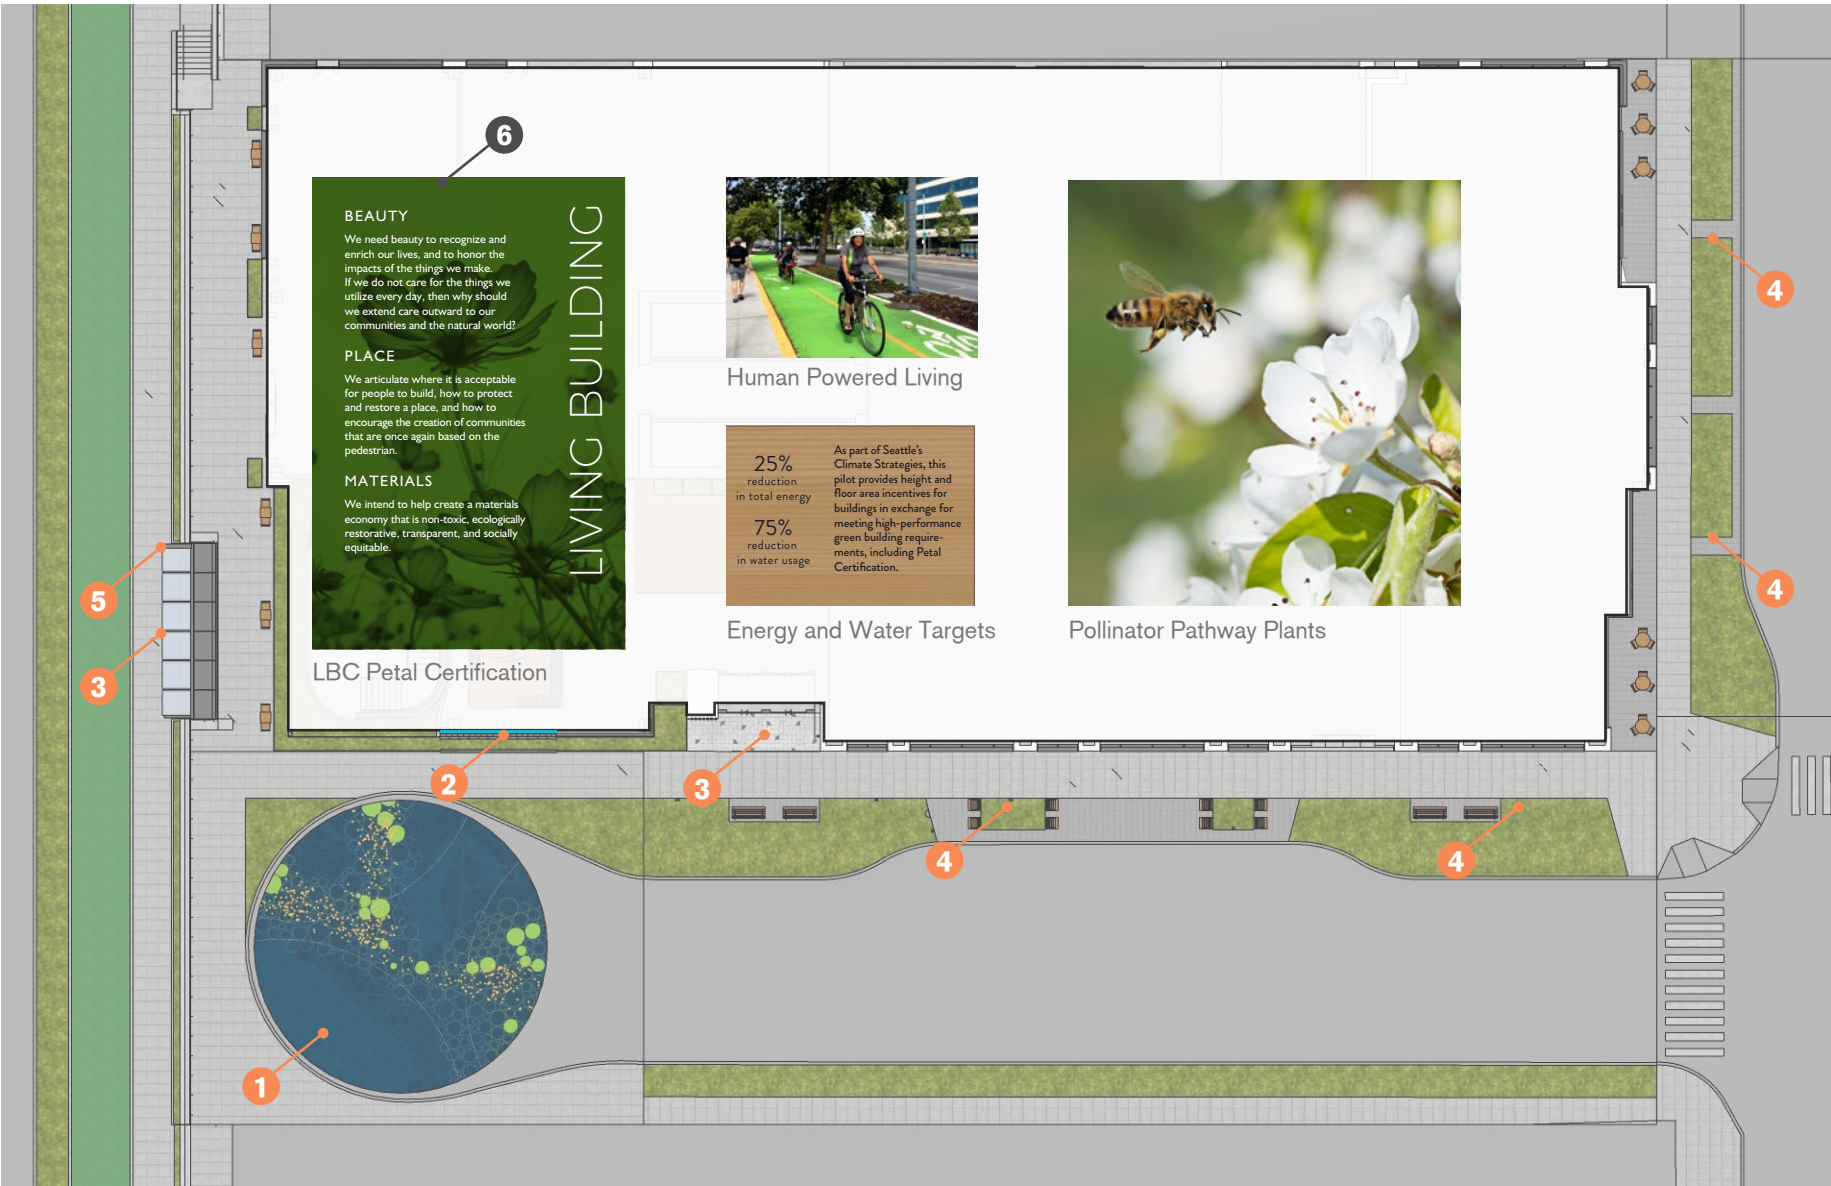 6
BEAUTY
We need beauty to recognize and
enrich our lives, and to honor the
impacts of the things we make.
If we do not care for the things we
utilize every day, then why should
we extend care outward to our
communities and the natural world?
PLACE
We articulate where it is acceptable
for people to build, how to protect
and restore a place, and how to
encourage the creation of communities
that are once again based on the
pedestrian.
MATERIALS
We intend to help create a materials
economy that is non-toxic, ecologically
restorative, transparent, and socially
equitable.
LIVING BUILDING
LBC Petal Certification
Human Powered Living
25%
reduction
in total energy
75%
reduction
in water usage
As part of Seattle's
Climate Strategies, this
pilot provides height and
floor area incentives for
buildings in exchange for
meeting high-performance
green building require-
ments, including Petal
Certification.
Energy and Water Targets
Pollinator Pathway Plants
4
4
5
3
2
3
4
4
1